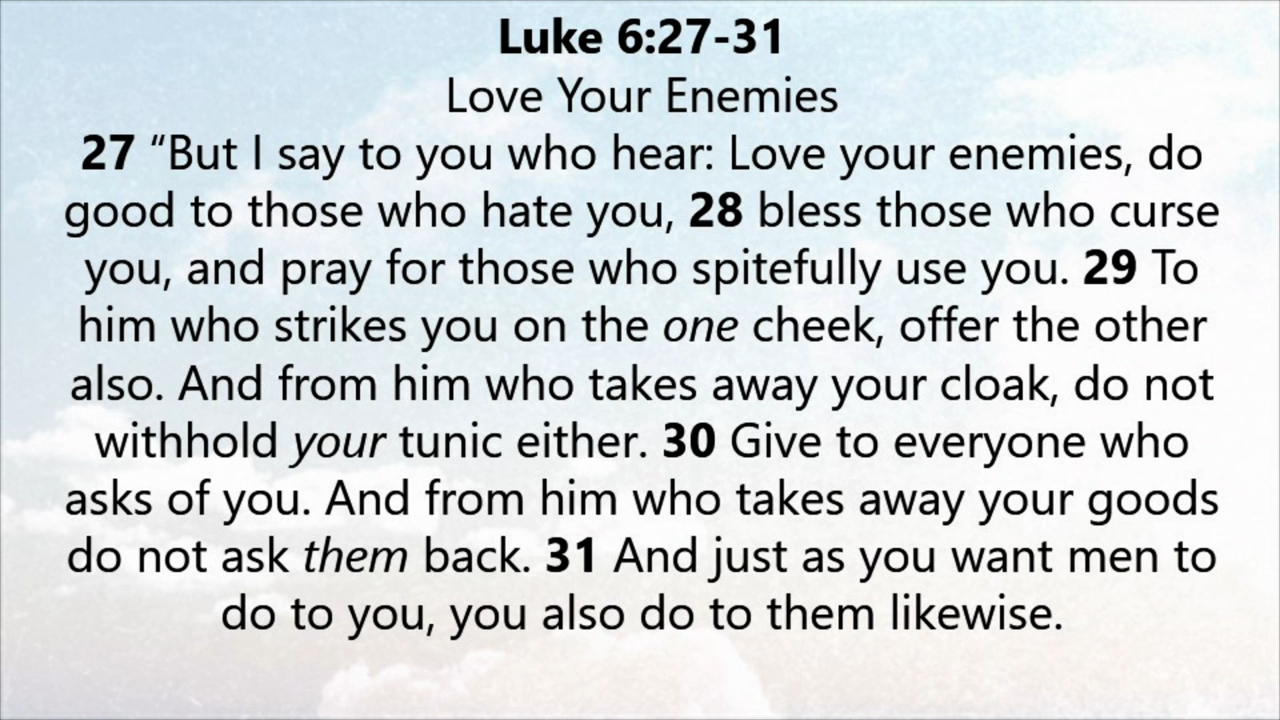 Luke 6:27-31
Love Your Enemies
27 “But I say to you who hear: Love your enemies, do
good to those who hate you, 28 bless those who curse
you, and pray for those who spitefully use you. 29 To
him who strikes you on the one cheek, offer the other
also. And from him who takes away your cloak, do not
withhold your tunic either. 30 Give to everyone who
asks of you. And from him who takes away your goods
do not ask them back. 31 And just as you want men to
do to you, you also do to them likewise.